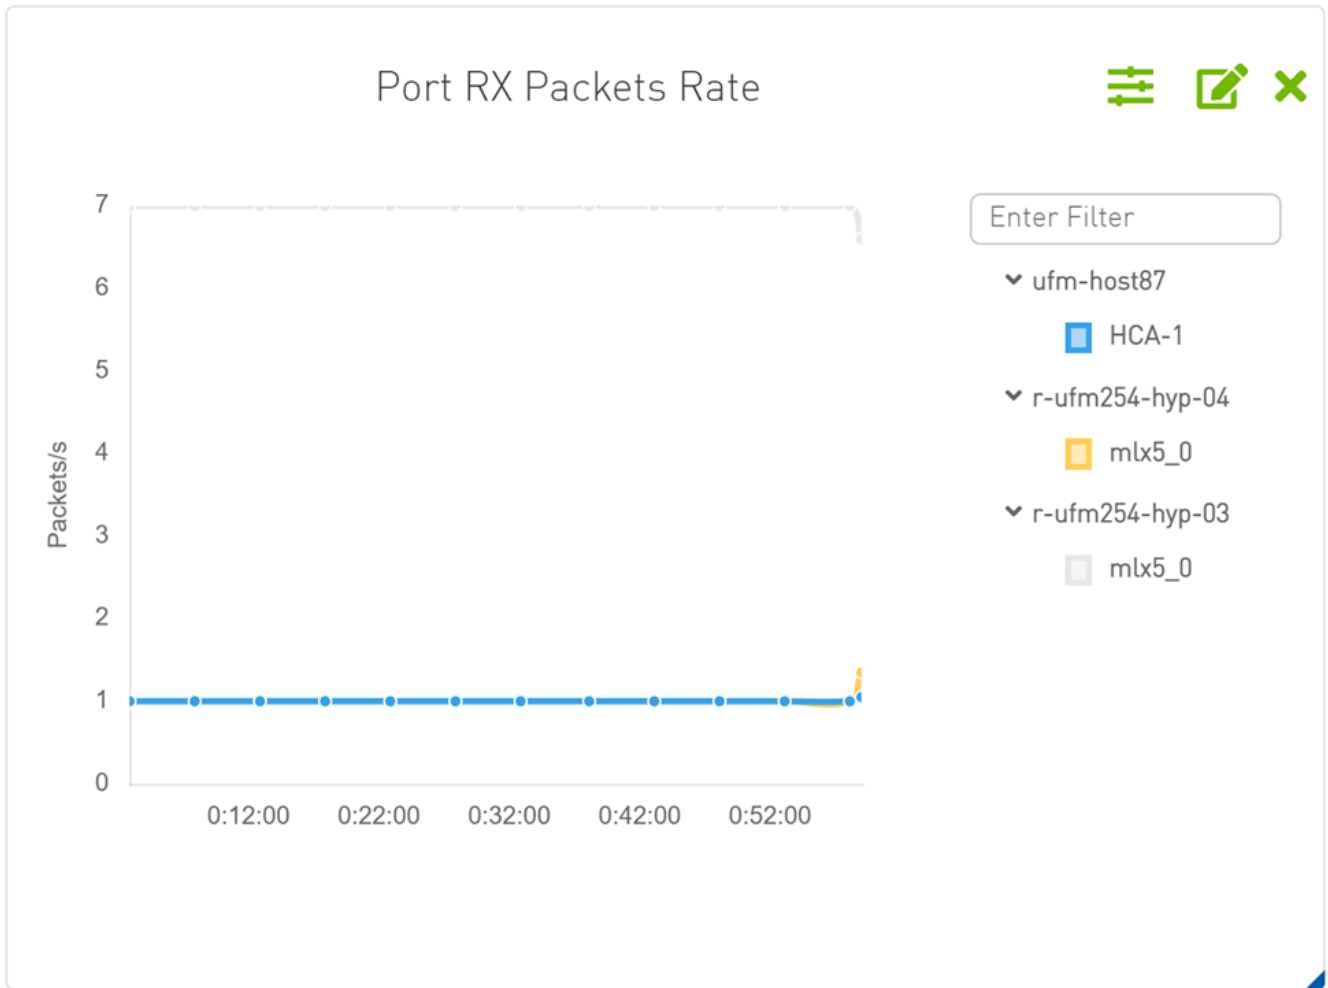 Port RX Packets Rate
Enter Filter
ufm-host87
HCA-1
r-ufm254-hyp-04
mlx5_0
r-ufm254-hyp-03
mlx5_0
Packets/s
7
6
5
4
3
2
1
0
0:12:00 0:22:00 0:32:00 0:42:00 0:52:00